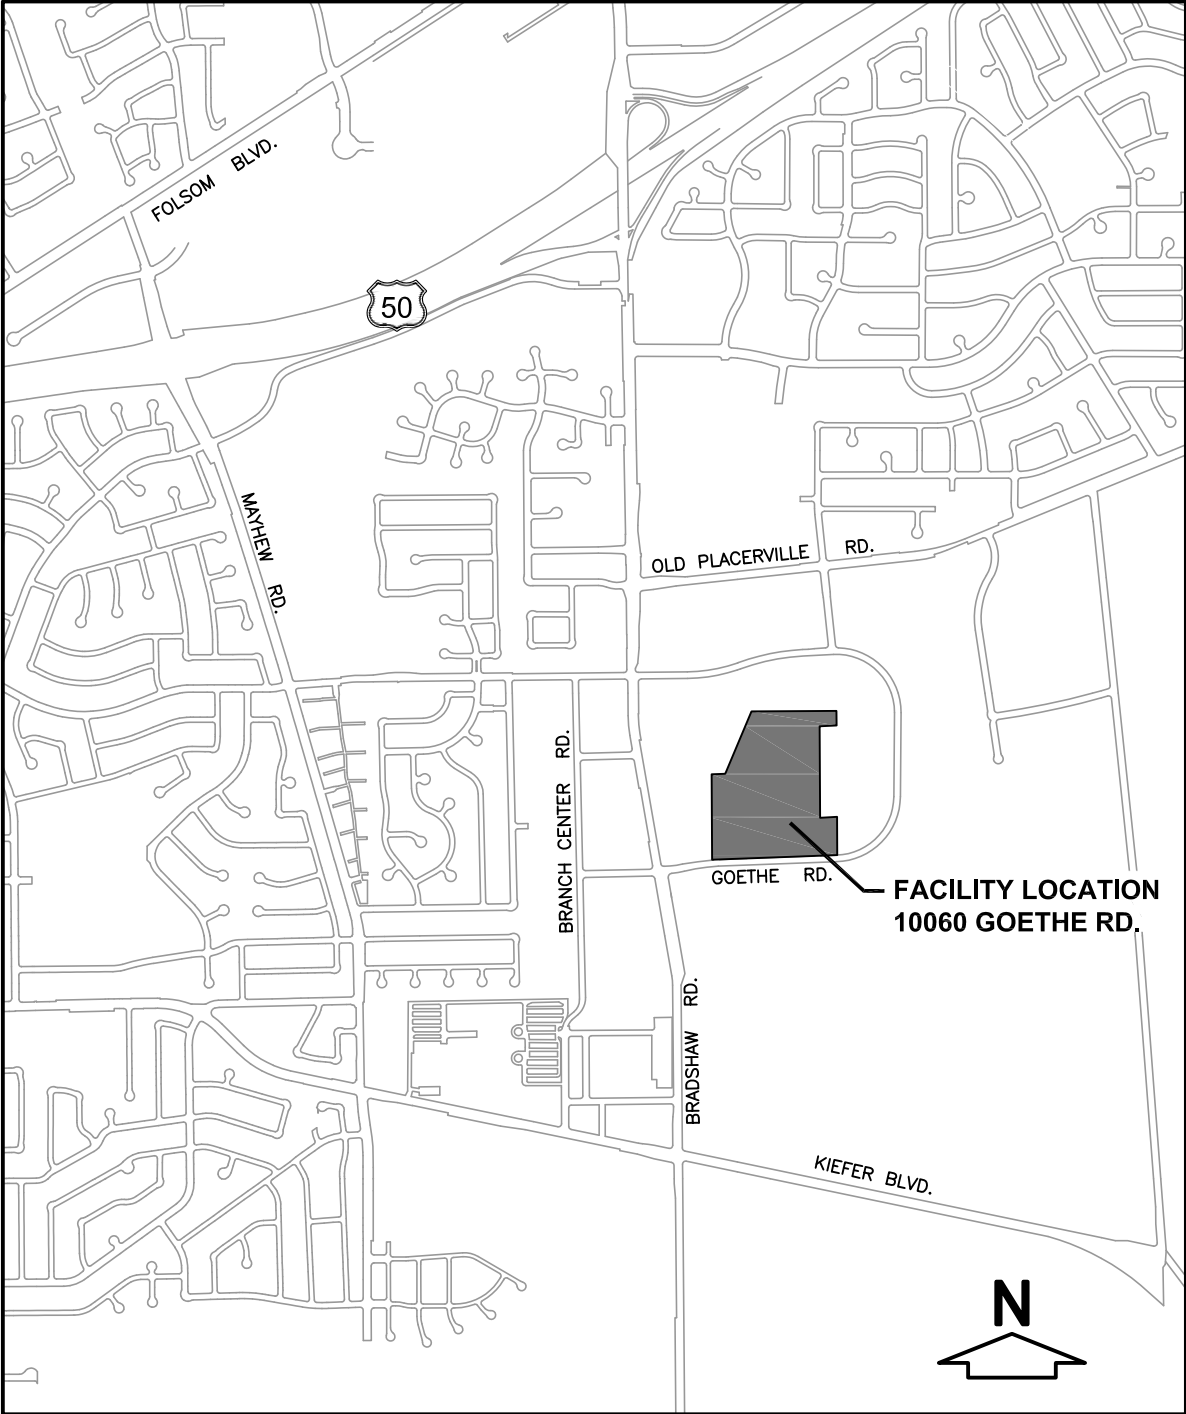 FOLSOM BLVD.
50
MAYHEW RD.
OLD PLACERVILLE RD.
BRANCH CENTER RD.
GOETHE RD.
FACILITY LOCATION
10060 GOETHE RD.
BRADSHAW RD.
KIEFER BLVD.
N